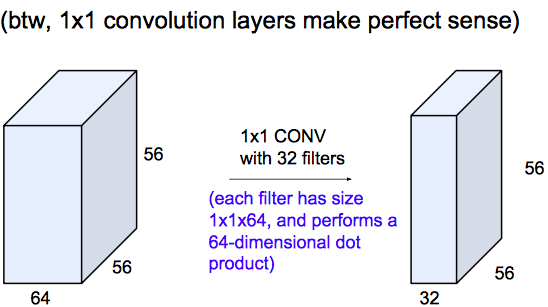 (btw, 1x1 convolution layers make perfect sense)
56
56
64
1x1 CONV
with 32 filters
(each filter has size
1x1x64, and performs a
64-dimensional dot
product)
56
56
32